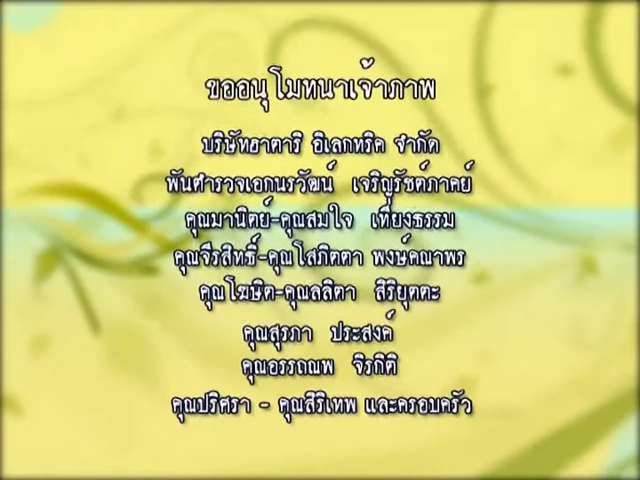 ขออนุโมทนาเจ้าภาพ
บริษัทฮาตาริ อิเลกทริค จำกัด
พันตำรวจเอกนรวัฒน์ เจริญรัชต์ภาคย์
คุณมานิตย์-คุณสมใจ เที่ยงธรรม
คุณจีรสิทธิ์-คุณโสภิตตา พงษ์คณาพร
คุณโฆษิต-คุณลลิตา สิริยุตตะ
คุณสุรภา ประสงค์
คุณอรรถณพ จิรกิติ
คุณปริศรา - คุณสิริเทพ และครอบครัว